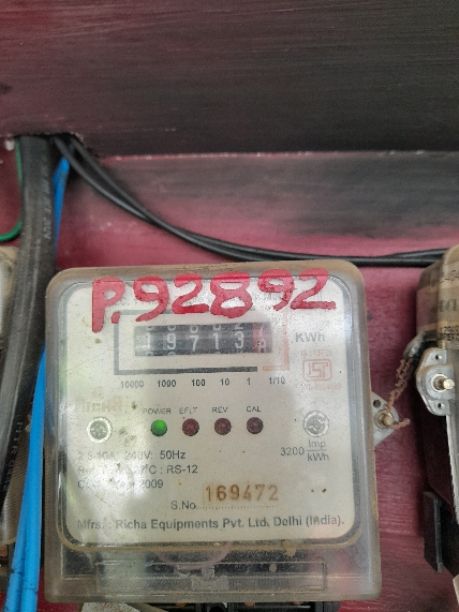 P.92892
19713
KWh
10000 1000 100 10 1 1/10
POWER EFLT REV CAL
3200 Imp/kWh
240V: 50Hz
: RS-12
2009
S.No. 169472
Mfrs.: Richa Equipments Pvt. Ltd. Delhi (India).